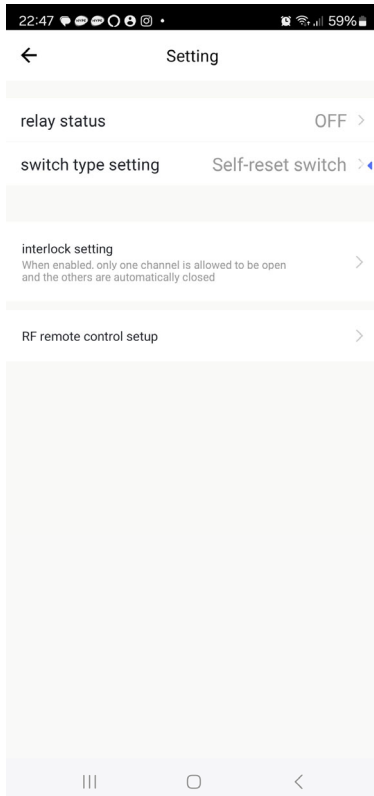 22:47 59%
Setting
relay status OFF
switch type setting Self-reset switch
interlock setting
When enabled. only one channel is allowed to be open
and the others are automatically closed
RF remote control setup